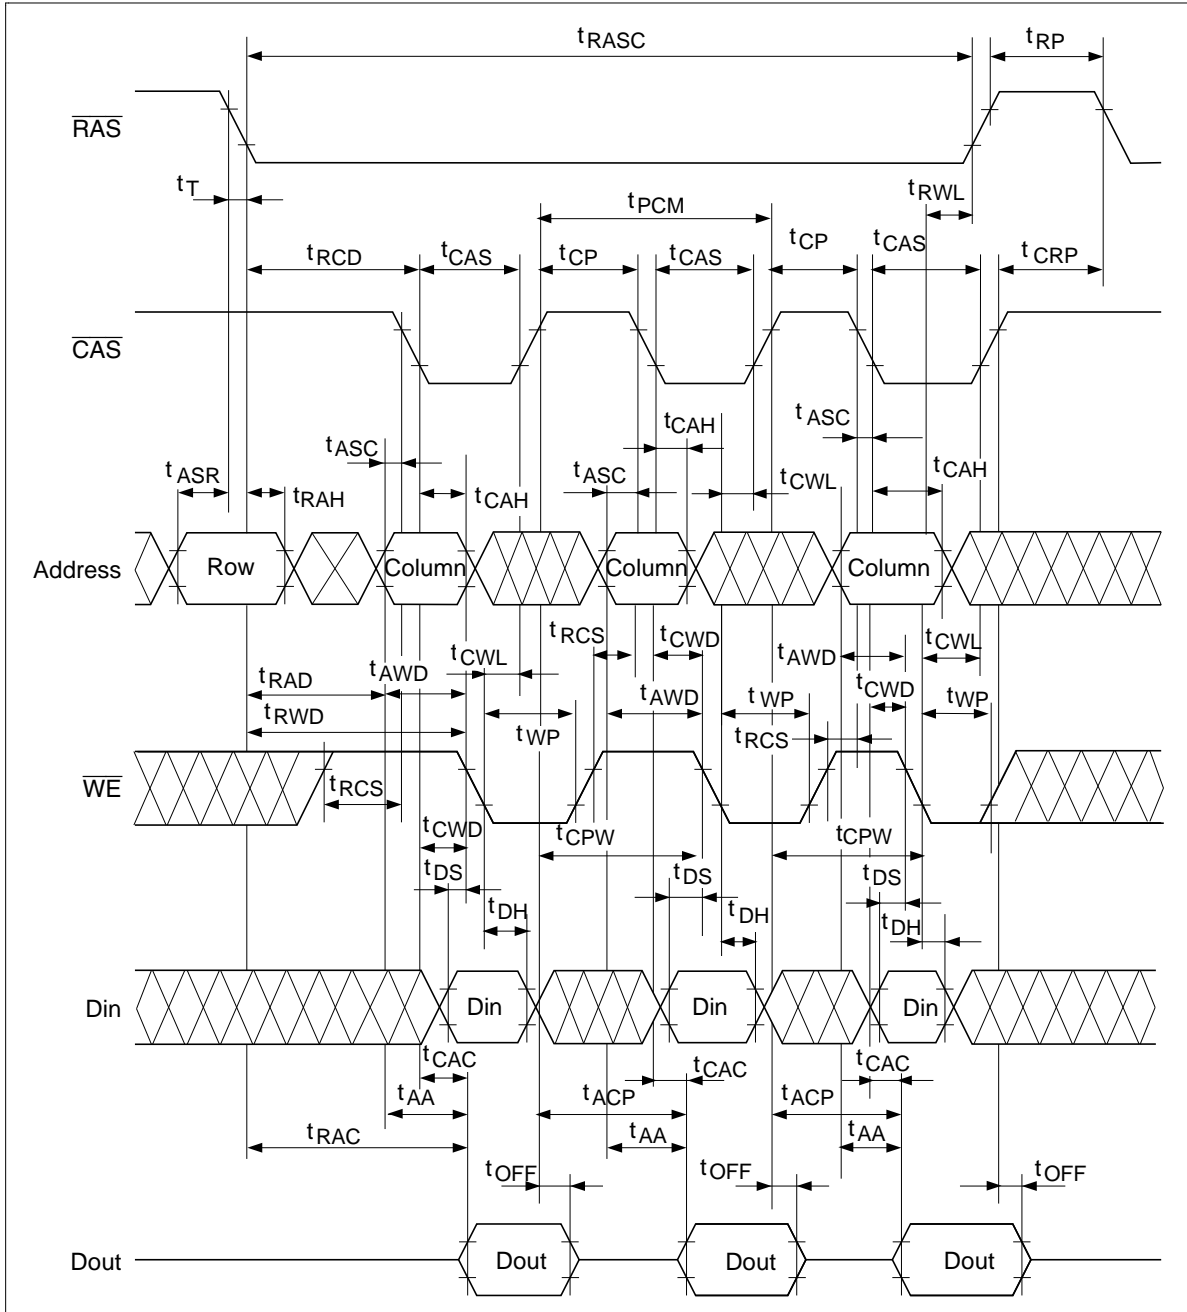 tRASC
tRP
RAS
tT
tRWL
tPCM
tRCD
tCAS
tCP
tCAS
tCP
tCAS
tCRP
CAS
tASR
tRAH
tASC
tCAH
tASC
tCAH
tCWL
tASC
tCAH
Address
Row
Column
Column
Column
tRAD
tRWD
tAWD
tCWL
tWP
tRCS
tCWD
tAWD
tWP
tAWD
tCWD
tRCS
tCWL
tWP
WE
tRCS
tCWD
tDS
tDH
tCPW
tDS
tDH
tCPW
tDS
tDH
Din
Din
Din
Din
tCAC
tAA
tRAC
tACP
tCAC
tAA
tACP
tCAC
tAA
tOFF
tOFF
tOFF
Dout
Dout
Dout
Dout